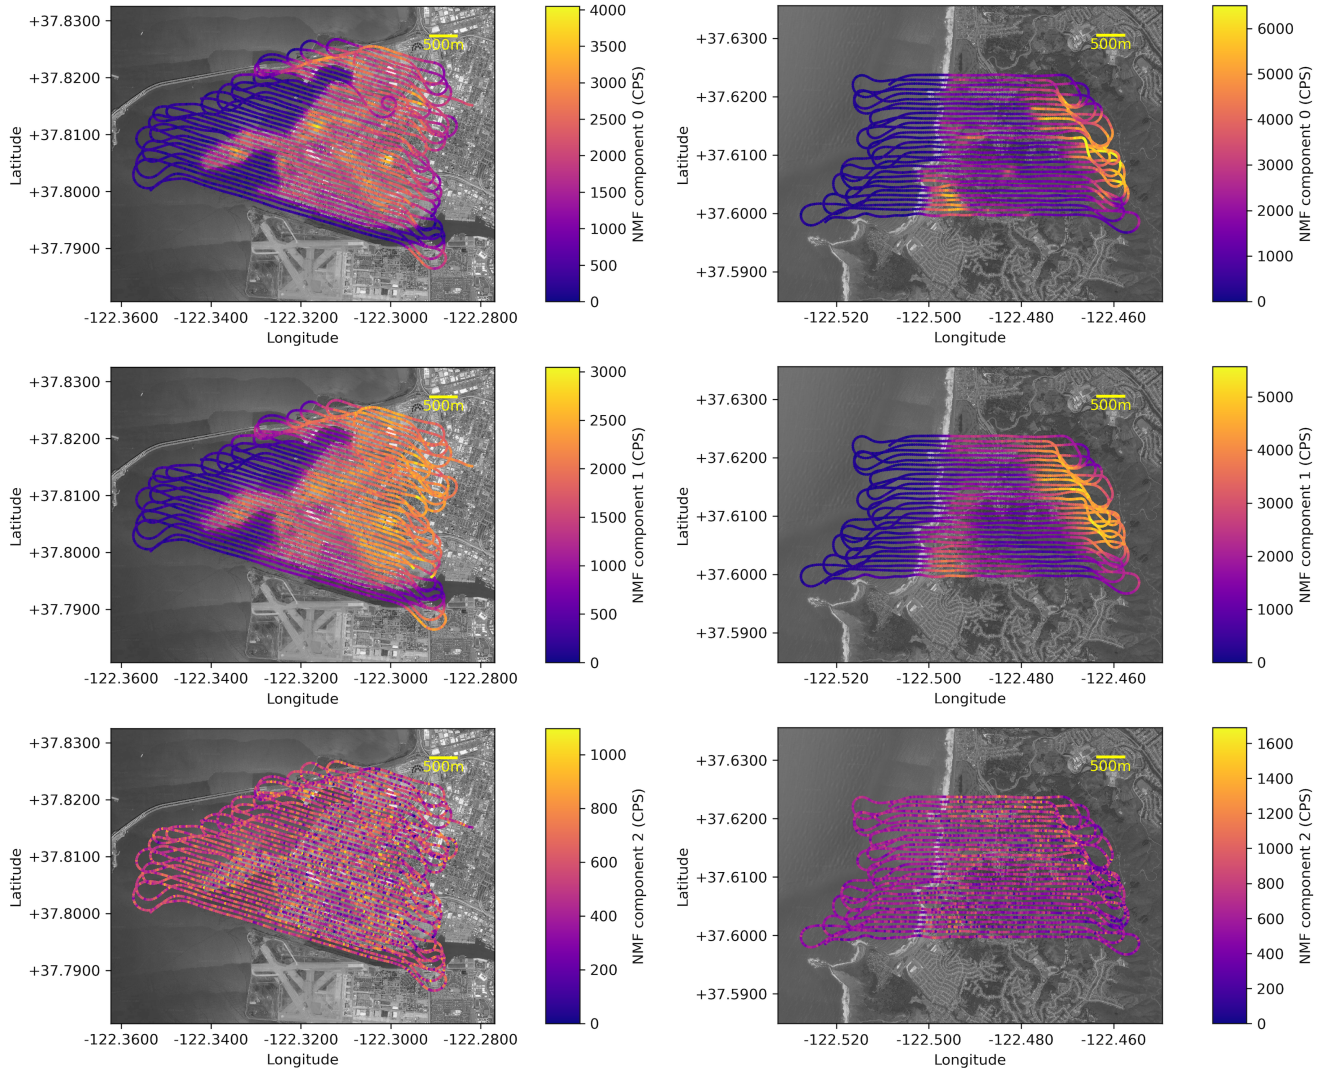 +37.8300
+37.8200
+37.8100
+37.8000
+37.7900
Latitude
-122.3600 -122.3400 -122.3200 -122.3000 -122.2800
Longitude
500m
4000
3500
3000
2500
2000
1500
1000
500
0
NMF component 0 (CPS)
+37.6300
+37.6200
+37.6100
+37.6000
+37.5900
Latitude
-122.520 -122.500 -122.480 -122.460
Longitude
500m
6000
5000
4000
3000
2000
1000
0
NMF component 0 (CPS)
+37.8300
+37.8200
+37.8100
+37.8000
+37.7900
Latitude
-122.3600 -122.3400 -122.3200 -122.3000 -122.2800
Longitude
500m
3000
2500
2000
1500
1000
500
0
NMF component 1 (CPS)
+37.6300
+37.6200
+37.6100
+37.6000
+37.5900
Latitude
-122.520 -122.500 -122.480 -122.460
Longitude
500m
5000
4000
3000
2000
1000
0
NMF component 1 (CPS)
+37.8300
+37.8200
+37.8100
+37.8000
+37.7900
Latitude
-122.3600 -122.3400 -122.3200 -122.3000 -122.2800
Longitude
500m
1000
800
600
400
200
0
NMF component 2 (CPS)
+37.6300
+37.6200
+37.6100
+37.6000
+37.5900
Latitude
-122.520 -122.500 -122.480 -122.460
Longitude
500m
1600
1400
1200
1000
800
600
400
200
0
NMF component 2 (CPS)